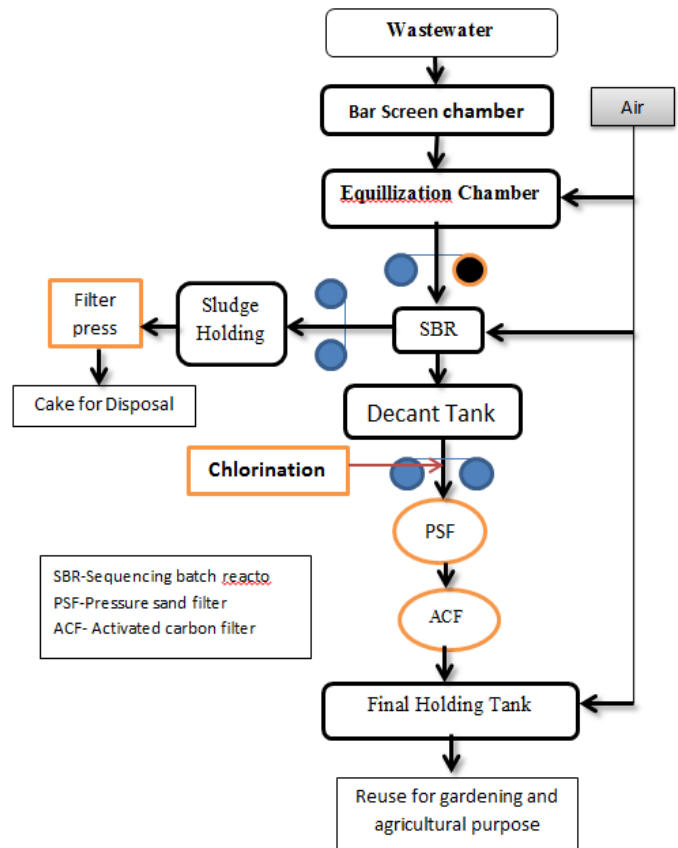 Wastewater
Bar Screen chamber
Air
Equillization Chamber
Filter
press
Sludge
Holding
SBR
Cake for Disposal
Decant Tank
Chlorination
PSF
SBR-Sequencing batch reacto
PSF-Pressure sand filter
ACF- Activated carbon filter
ACF
Final Holding Tank
Reuse for gardening and
agricultural purpose